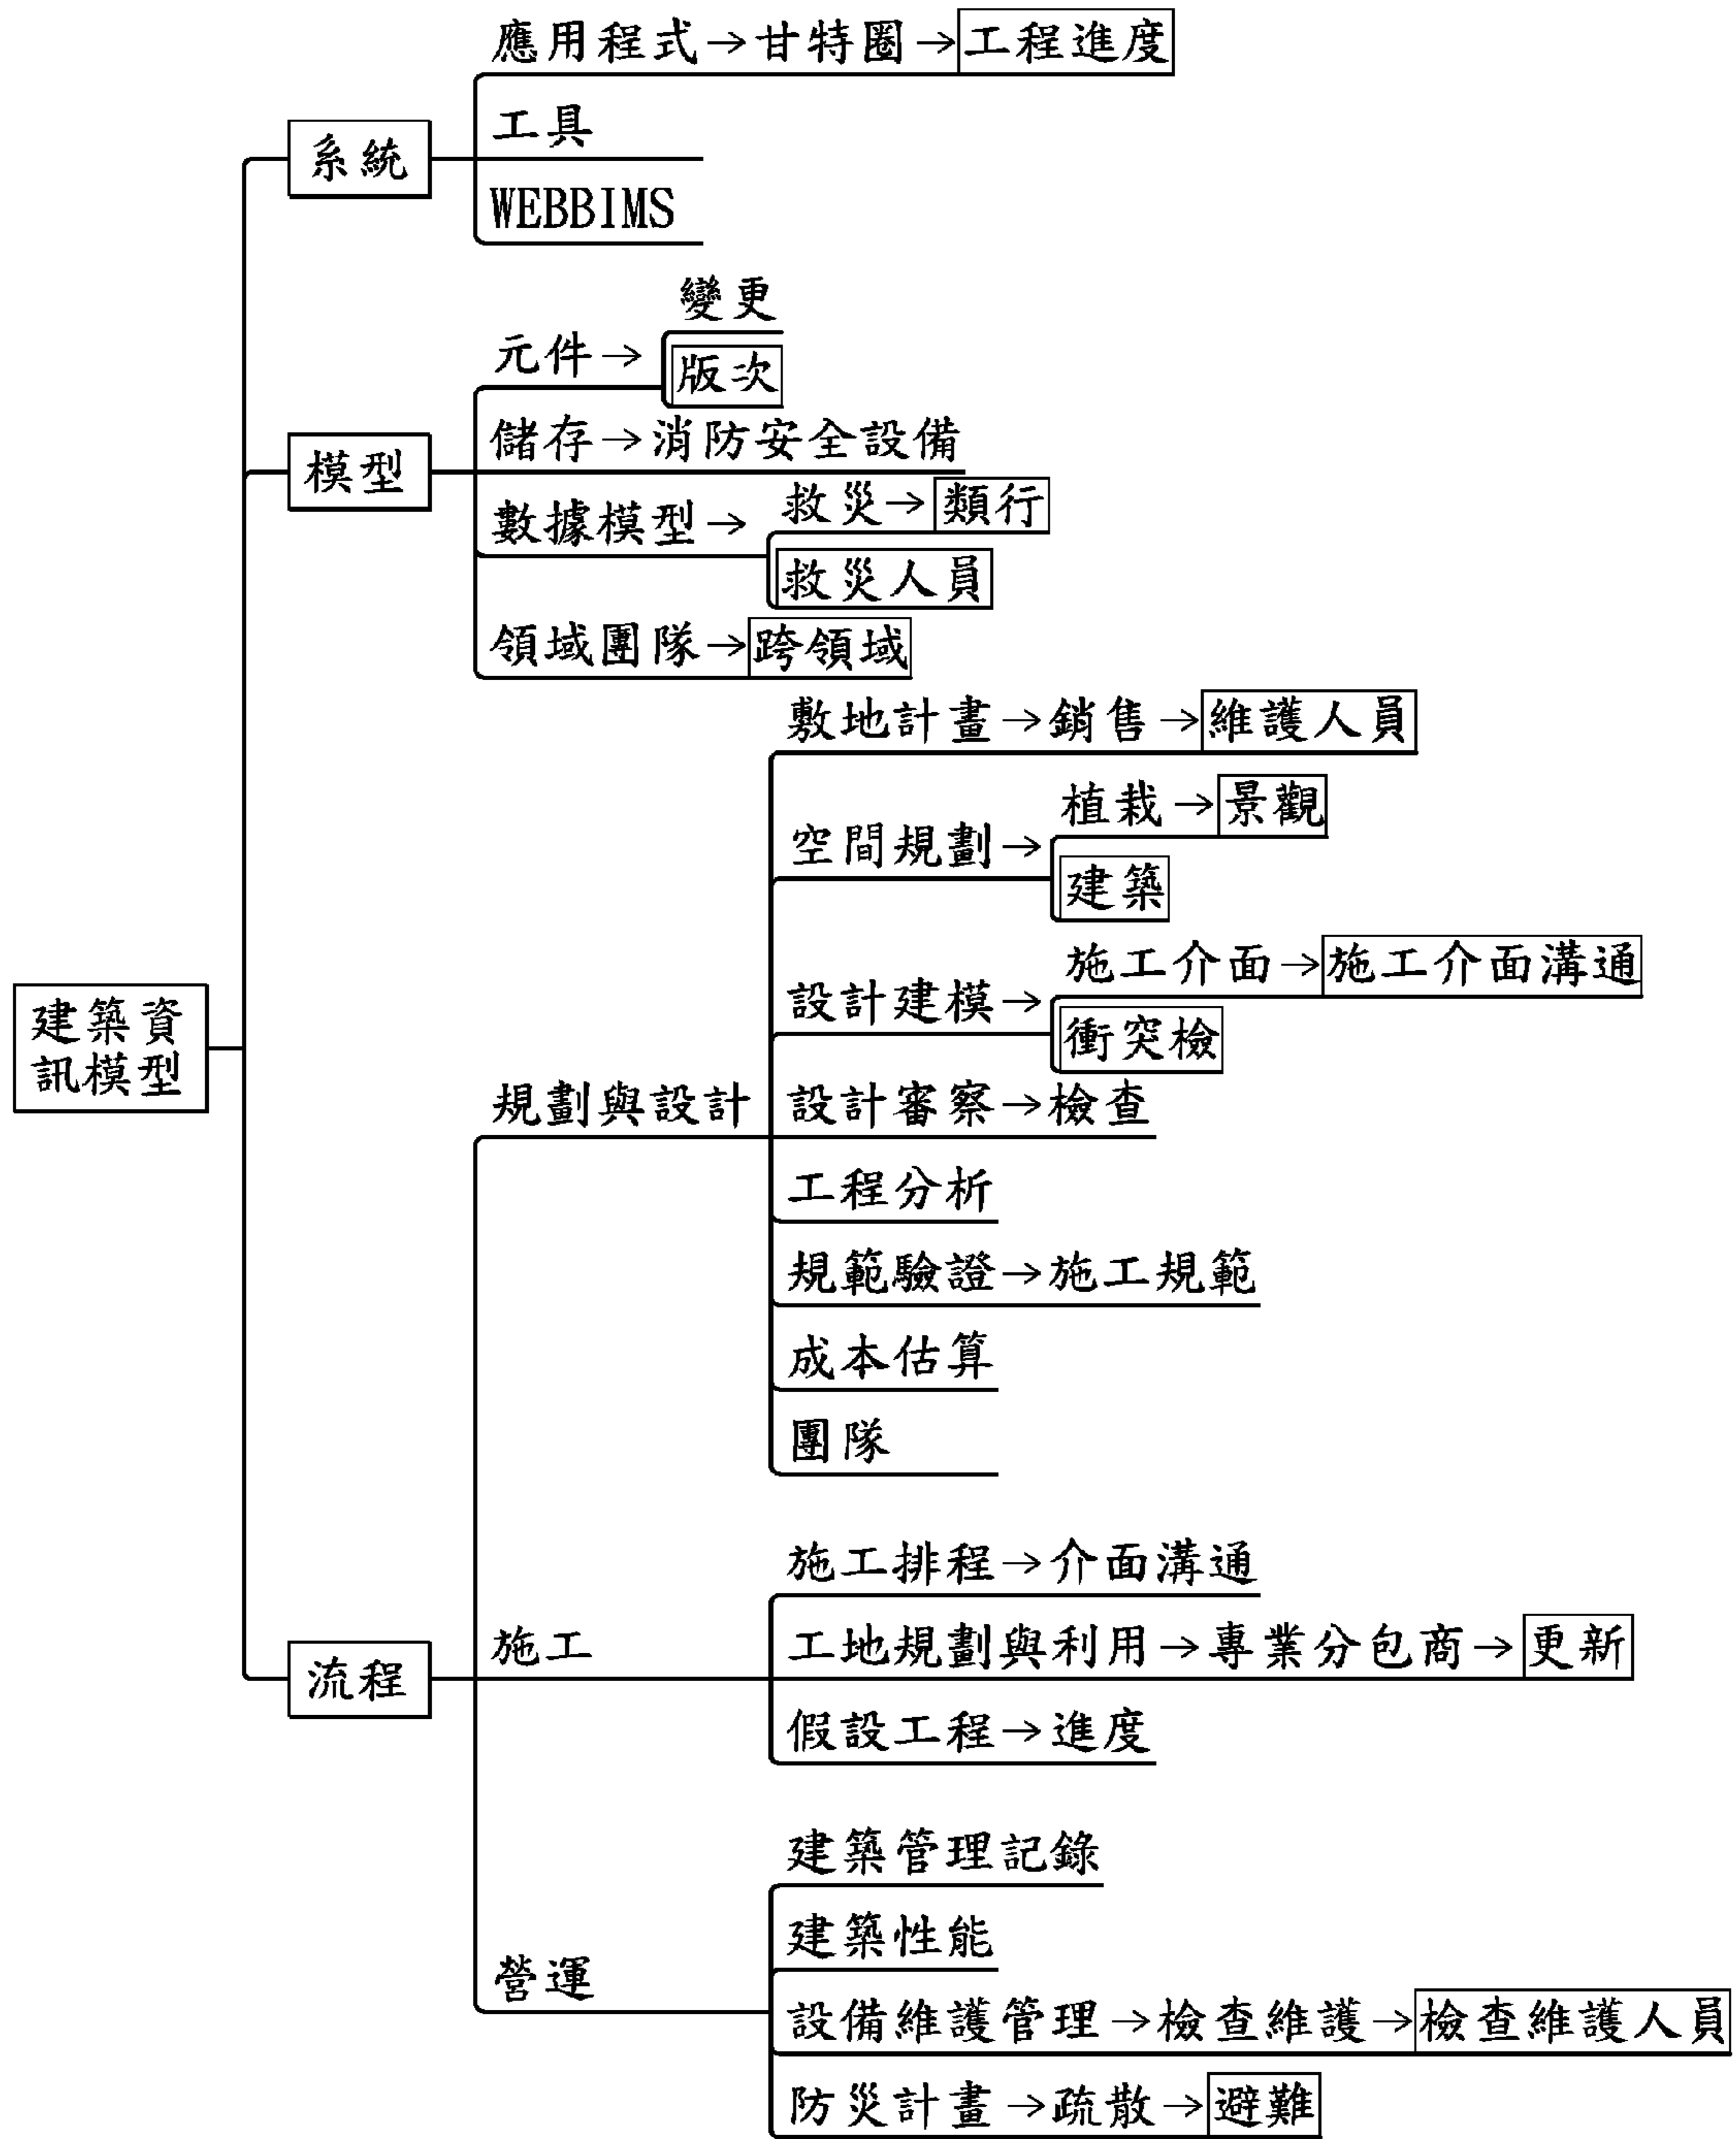 應用程式→甘特圈→工程進度
工具
系統
WEBBIMS
變更
元件→
版次
儲存→消防安全設備
模型
救災→類行
數據模型→
救災人員
領域團隊→跨領域
敷地計畫→銷售→維護人員
植栽→景觀
空間規劃→
建築
施工介面→施工介面溝通
設計建模→
衝突檢
建築資
訊模型
規劃與設計
設計審察→檢查
工程分析
規範驗證→施工規範
成本估算
團隊
施工排程→介面溝通
施工
工地規劃與利用→專業分包商→更新
流程
假設工程→進度
建築管理記錄
建築性能
營運
設備維護管理→檢查維護→檢查維護人員
防災計畫→疏散→避難